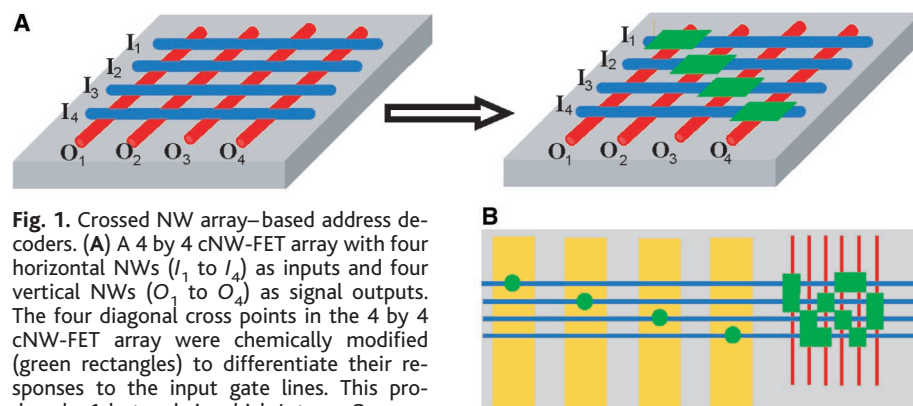 A
I₁
I₂
I₃
I₄
O₁ O₂ O₃ O₄
I₁
I₂
I₃
I₄
O₁ O₂ O₃ O₄
Fig. 1. Crossed NW array–based address de-
coders. (A) A 4 by 4 cNW-FET array with four
horizontal NWs (I₁ to I₄) as inputs and four
vertical NWs (O₁ to O₄) as signal outputs.
The four diagonal cross points in the 4 by 4
cNW-FET array were chemically modified
(green rectangles) to differentiate their re-
sponses to the input gate lines. This pro-
B